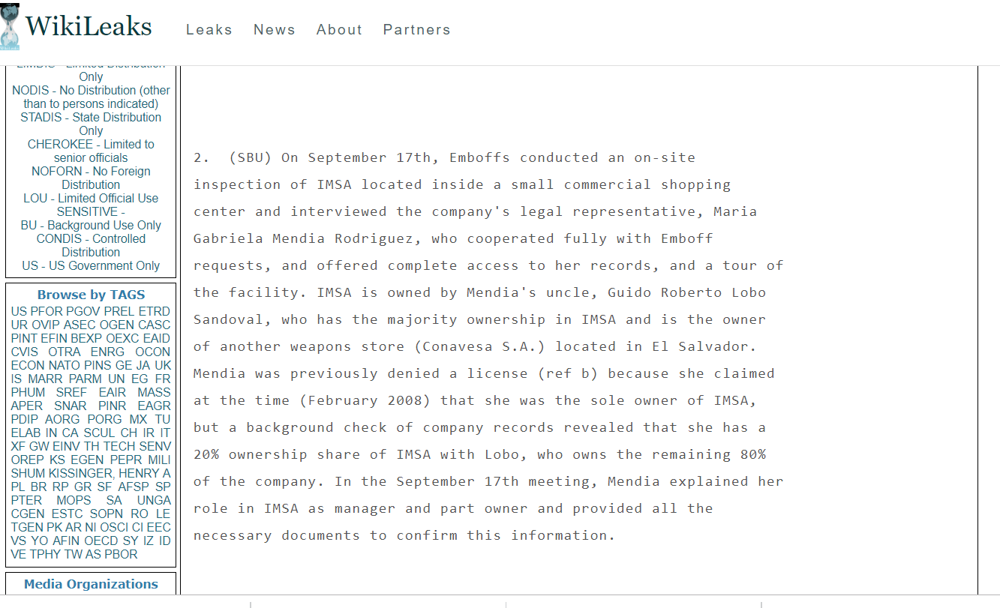 WikiLeaks
Leaks News About Partners
Only
NODIS - No Distribution (other
than to persons indicated)
STADIS - State Distribution
Only
CHEROKEE - Limited to
senior officials
NOFORN - No Foreign
Distribution
LOU - Limited Official Use
SENSITIVE -
BU - Background Use Only
CONDIS - Controlled
Distribution
US - US Government Only
Browse by TAGS
US PFOR PGOV PREL ETRD
UR OVIP ASEC OGEN CASC
PINT EFIN BEXP OEXC EAID
CVIS OTRA ENRG OCON
ECON NATO PINS GE JA UK
IS MARR PARM UN EG FR
PHUM SREF EAIR MASS
APER SNAR PINR EAGR
PDIP AORG PORG MX TU
ELAB IN CA SCUL CH IR IT
XF GW EINV TH TECH SENV
OREP KS EGEN PEPR MILI
SHUM KISSINGER, HENRY A
PL BR RP GR SF AFSP SP
PTER MOPS SA UNGA
CGEN ESTC SOPN RO LE
TGEN PK AR NI OSCI CI EEC
VS YO AFIN OECD SY IZ ID
VE TPHY TW AS PBOR
Media Organizations
2. (SBU) On September 17th, Emboffs conducted an on-site
inspection of IMSA located inside a small commercial shopping
center and interviewed the company's legal representative, Maria
Gabriela Mendia Rodriguez, who cooperated fully with Emboff
requests, and offered complete access to her records, and a tour of
the facility. IMSA is owned by Mendia's uncle, Guido Roberto Lobo
Sandoval, who has the majority ownership in IMSA and is the owner
of another weapons store (Conavesa S.A.) located in El Salvador.
Mendia was previously denied a license (ref b) because she claimed
at the time (February 2008) that she was the sole owner of IMSA,
but a background check of company records revealed that she has a
20% ownership share of IMSA with Lobo, who owns the remaining 80%
of the company. In the September 17th meeting, Mendia explained her
role in IMSA as manager and part owner and provided all the
necessary documents to confirm this information.